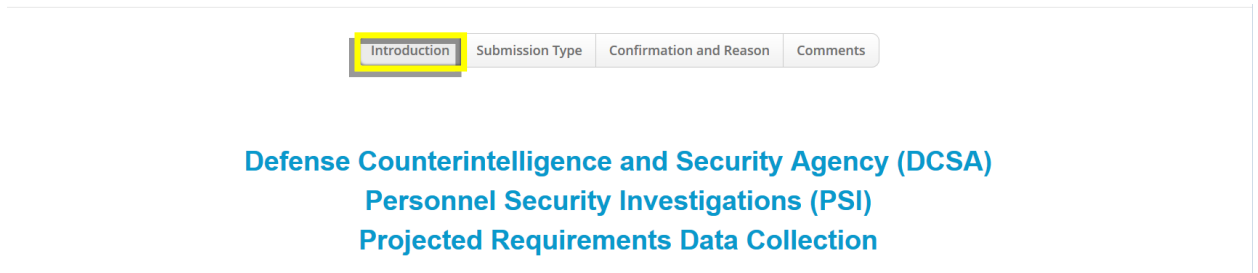 Introduction Submission Type Confirmation and Reason Comments
Defense Counterintelligence and Security Agency (DCSA)
Personnel Security Investigations (PSI)
Projected Requirements Data Collection